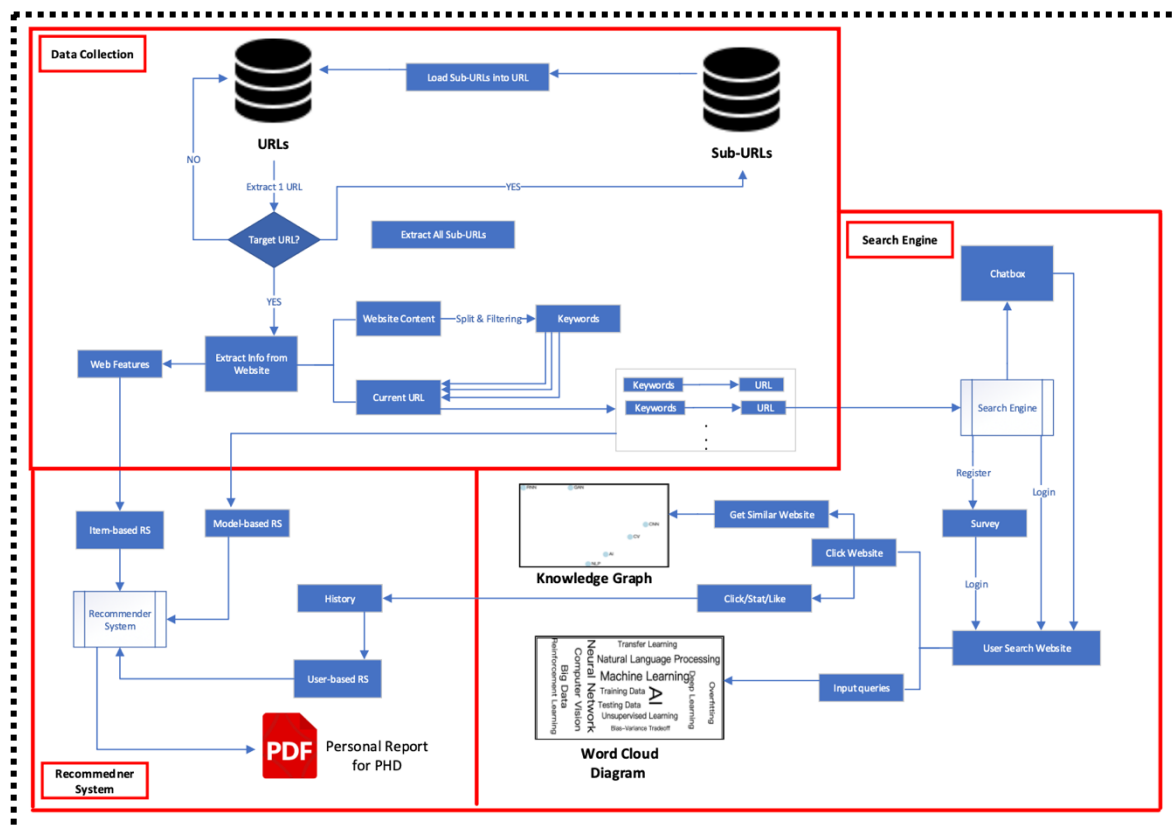 Data Collection
Load Sub-URLs into URL
URLs
Sub-URLs
NO
Extract 1 URL
YES
Target URL?
Extract All Sub-URLs
YES
Website Content
Split & Filtering
Keywords
Web Features
Extract Info from
Website
Current URL
Keywords
URL
Keywords
URL
Search Engine
Chatbox
Search Engine
Register
Login
Survey
Login
User Search Website
Item-based RS
Model-based RS
Recommender
System
History
User-based RS
PDF
Personal Report
for PHD
Recommedner
System
GNN
CNN
CV
AI
NLP
Knowledge Graph
Get Similar Website
Click Website
Click/Stat/Like
Input queries
Reinforcement Learning
Big Data
Computer Vision
Neural Network
Transfer Learning
Natural Language Processing
Machine Learning
Training Data
AI
Testing Data
Unsupervised Learning
Bias-Variance Tradeoff
Deep Learning
Overfitting
Word Cloud
Diagram